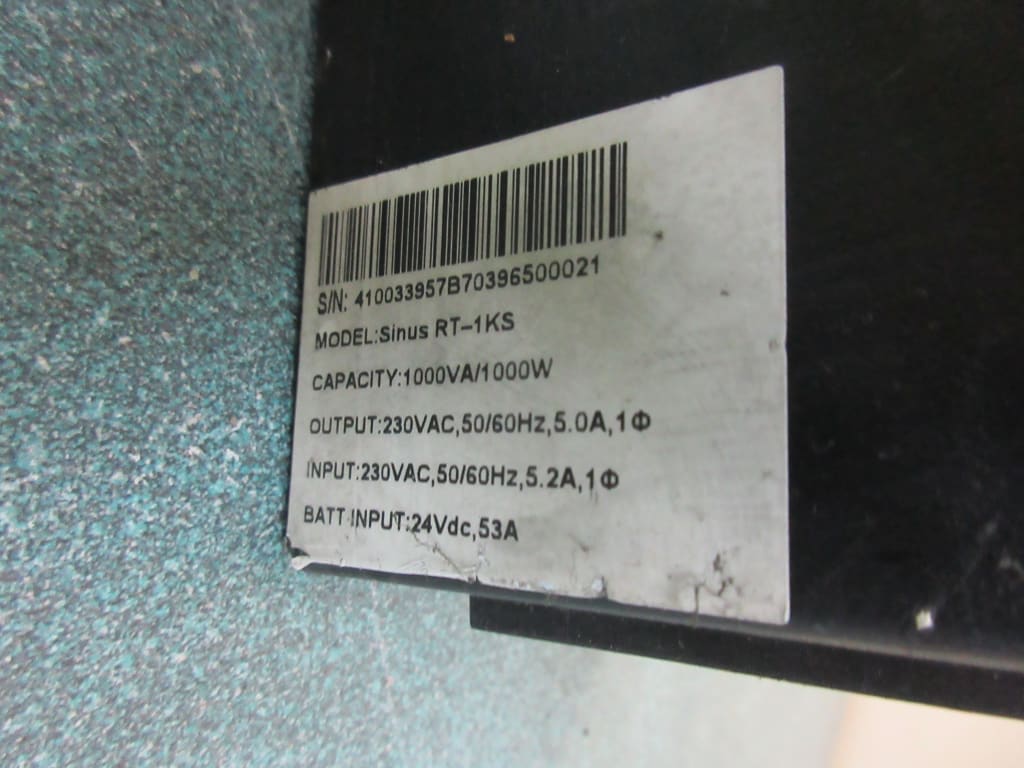 S/N: 410033957B70396500021
MODEL:Sinus RT-1KS
CAPACITY:1000VA/1000W
OUTPUT:230VAC,50/60Hz,5.0A,1Φ
INPUT:230VAC,50/60Hz,5.2A,1Φ
BATT INPUT:24Vdc,53A